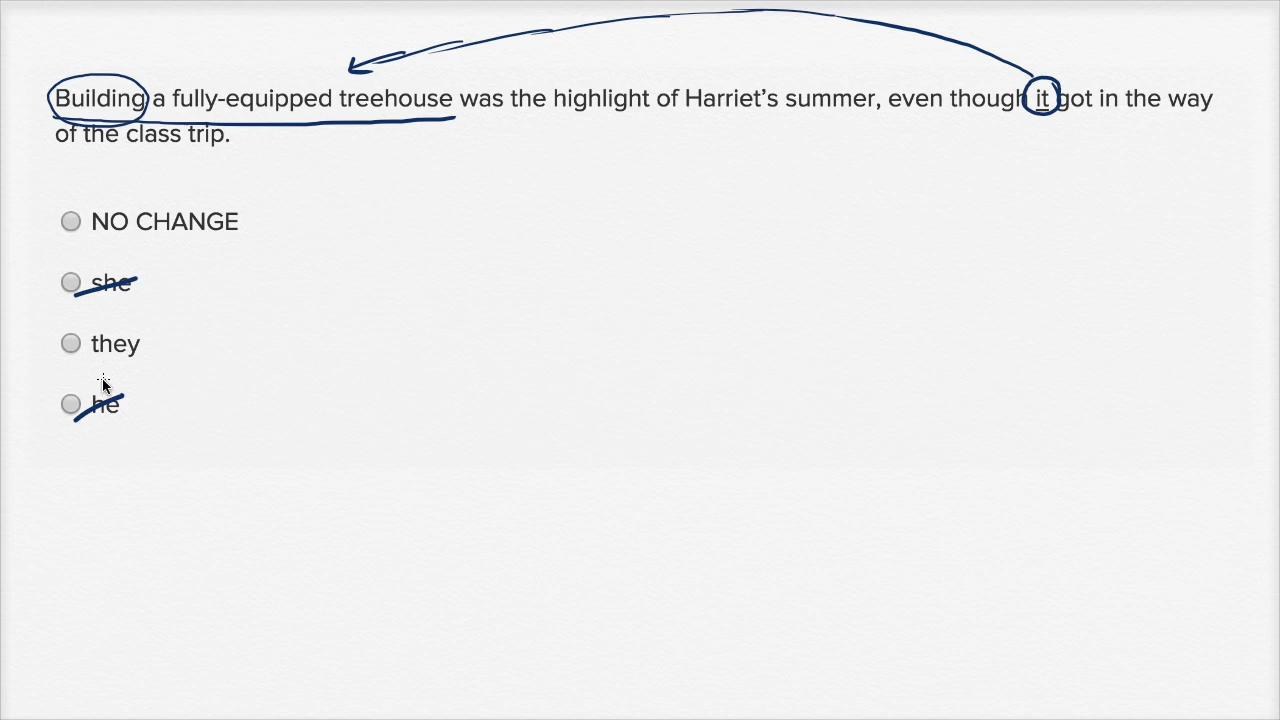 Building a fully-equipped treehouse was the highlight of Harriet’s summer, even though it got in the way
of the class trip.
NO CHANGE
she
they
he